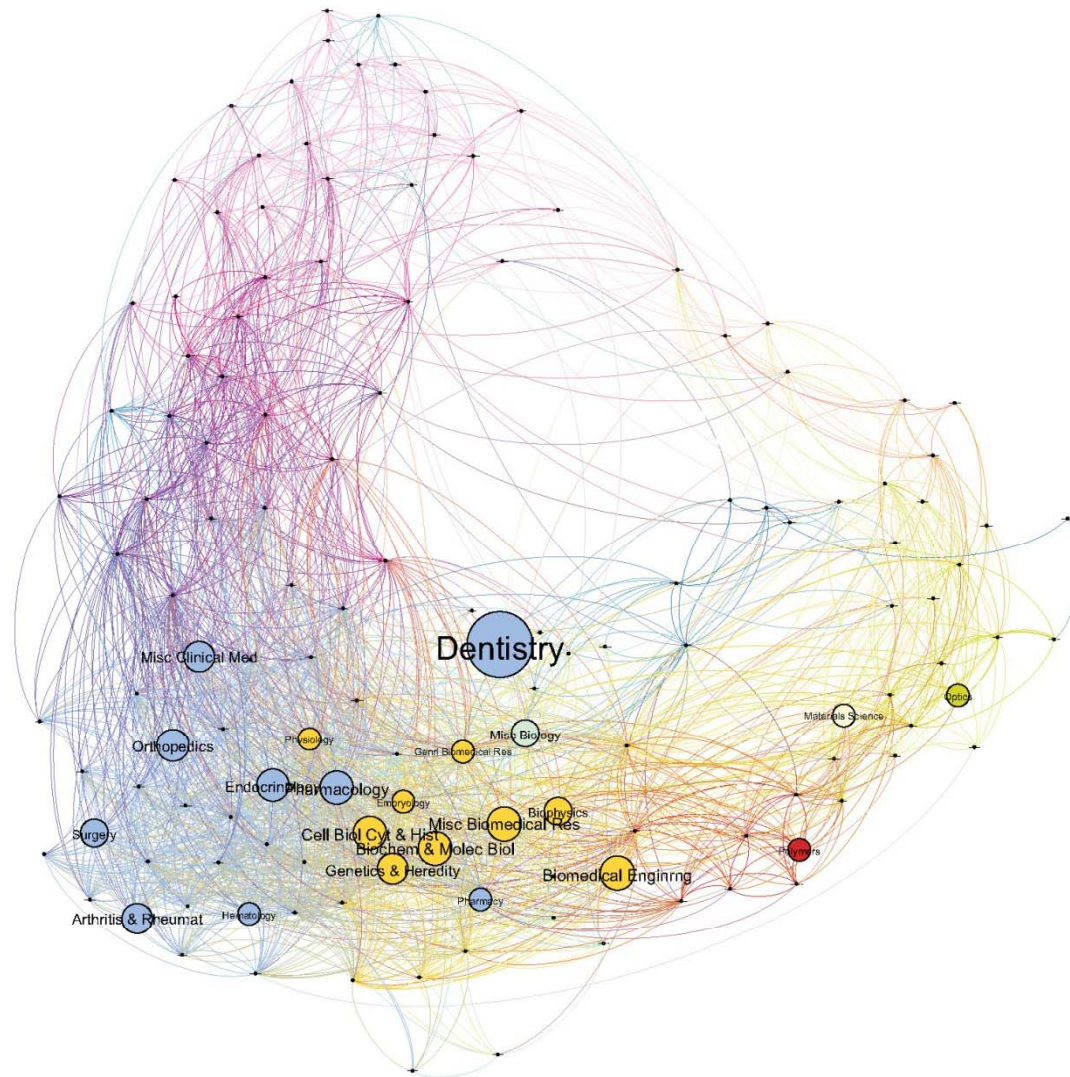 Dentistry
Misc Clinical Med
Optics
Materials Science
Misc Biology
Physiology
Orthopedics
Genrl Biomedical Res
Endocrinology
Pharmacology
Embryology
Biophysics
Misc Biomedical Res
Surgery
Cell Biol Cyt & Hist
Biochem & Molec Biol
Polymers
Genetics & Heredity
Biomedical Enginrng
Pharmacy
Hematology
Arthritis & Rheumat